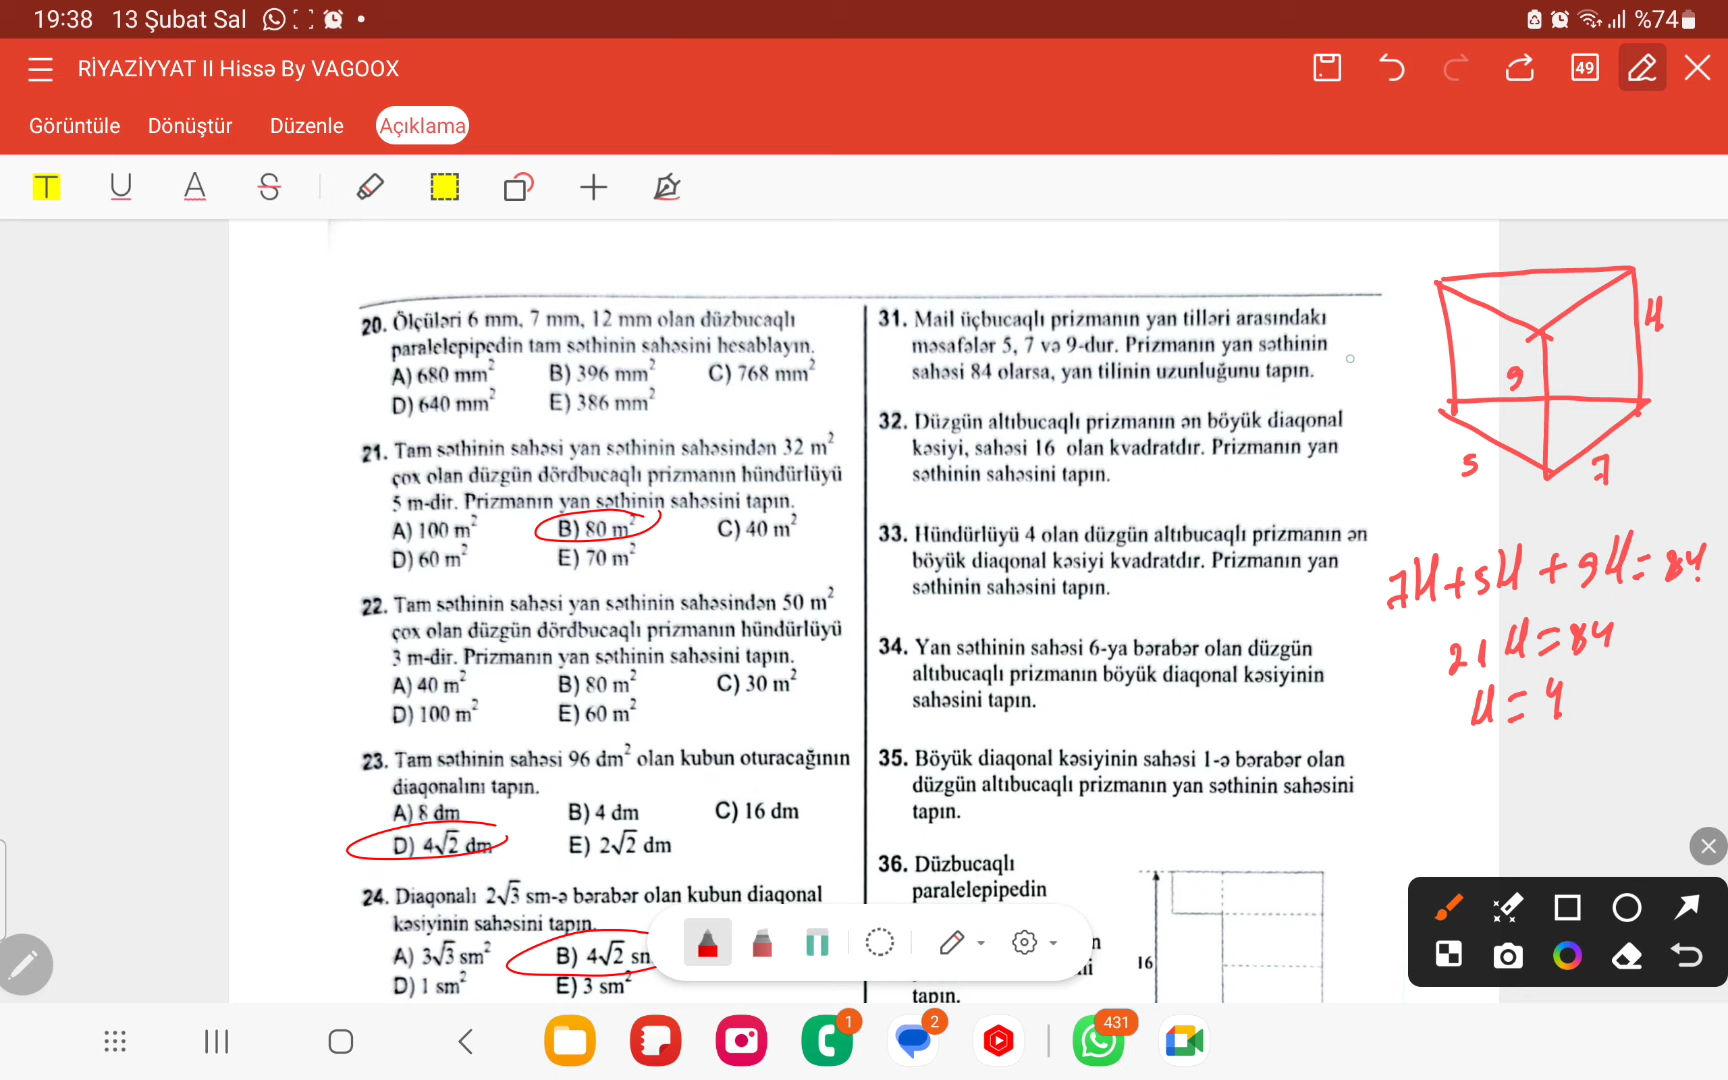 19:38 13 Şubat Sal
%74
RİYAZİYYAT II Hissə By VAGOOX
49
Görüntüle Dönüştür Düzenle Açıklama
T U A S
20. Ölçüləri 6 mm, 7 mm, 12 mm olan düzbucaqlı
paralelepipedin tam səthinin sahəsini hesablayın.
A) 680 mm² B) 396 mm² C) 768 mm²
D) 640 mm² E) 386 mm²
21. Tam səthinin sahəsi yan səthinin sahəsindən 32 m²
çox olan düzgün dördbucaqlı prizmanın hündürlüyü
5 m-dir. Prizmanın yan səthinin sahəsini tapın.
A) 100 m² B) 80 m² C) 40 m²
D) 60 m² E) 70 m²
22. Tam səthinin sahəsi yan səthinin sahəsindən 50 m²
çox olan düzgün dördbucaqlı prizmanın hündürlüyü
3 m-dir. Prizmanın yan səthinin sahəsini tapın.
A) 40 m² B) 80 m² C) 30 m²
D) 100 m² E) 60 m²
23. Tam səthinin sahəsi 96 dm² olan kubun oturacağının
diaqonalını tapın.
A) 8 dm B) 4 dm C) 16 dm
D) 4√2 dm E) 2√2 dm
24. Diaqonalı 2√3 sm-ə bərabər olan kubun diaqonal
kəsiyinin sahəsini tapın.
A) 3√3 sm² B) 4√2 sm
D) 1 sm² E) 3 sm²
31. Mail üçbucaqlı prizmanın yan tilləri arasındakı
məsafələr 5, 7 və 9-dur. Prizmanın yan səthinin
sahəsi 84 olarsa, yan tilinin uzunluğunu tapın.
32. Düzgün altıbucaqlı prizmanın ən böyük diaqonal
kəsiyi, sahəsi 16 olan kvadratdır. Prizmanın yan
səthinin sahəsini tapın.
33. Hündürlüyü 4 olan düzgün altıbucaqlı prizmanın ən
böyük diaqonal kəsiyi kvadratdır. Prizmanın yan
səthinin sahəsini tapın.
34. Yan səthinin sahəsi 6-ya bərabər olan düzgün
altıbucaqlı prizmanın böyük diaqonal kəsiyinin
sahəsini tapın.
35. Böyük diaqonal kəsiyinin sahəsi 1-ə bərabər olan
düzgün altıbucaqlı prizmanın yan səthinin sahəsini
tapın.
36. Düzbucaqlı
paralelepipedin
tapın.
16
H
9
5 7
7H+5H+9H=84
21H=84
H=4
1 2 431